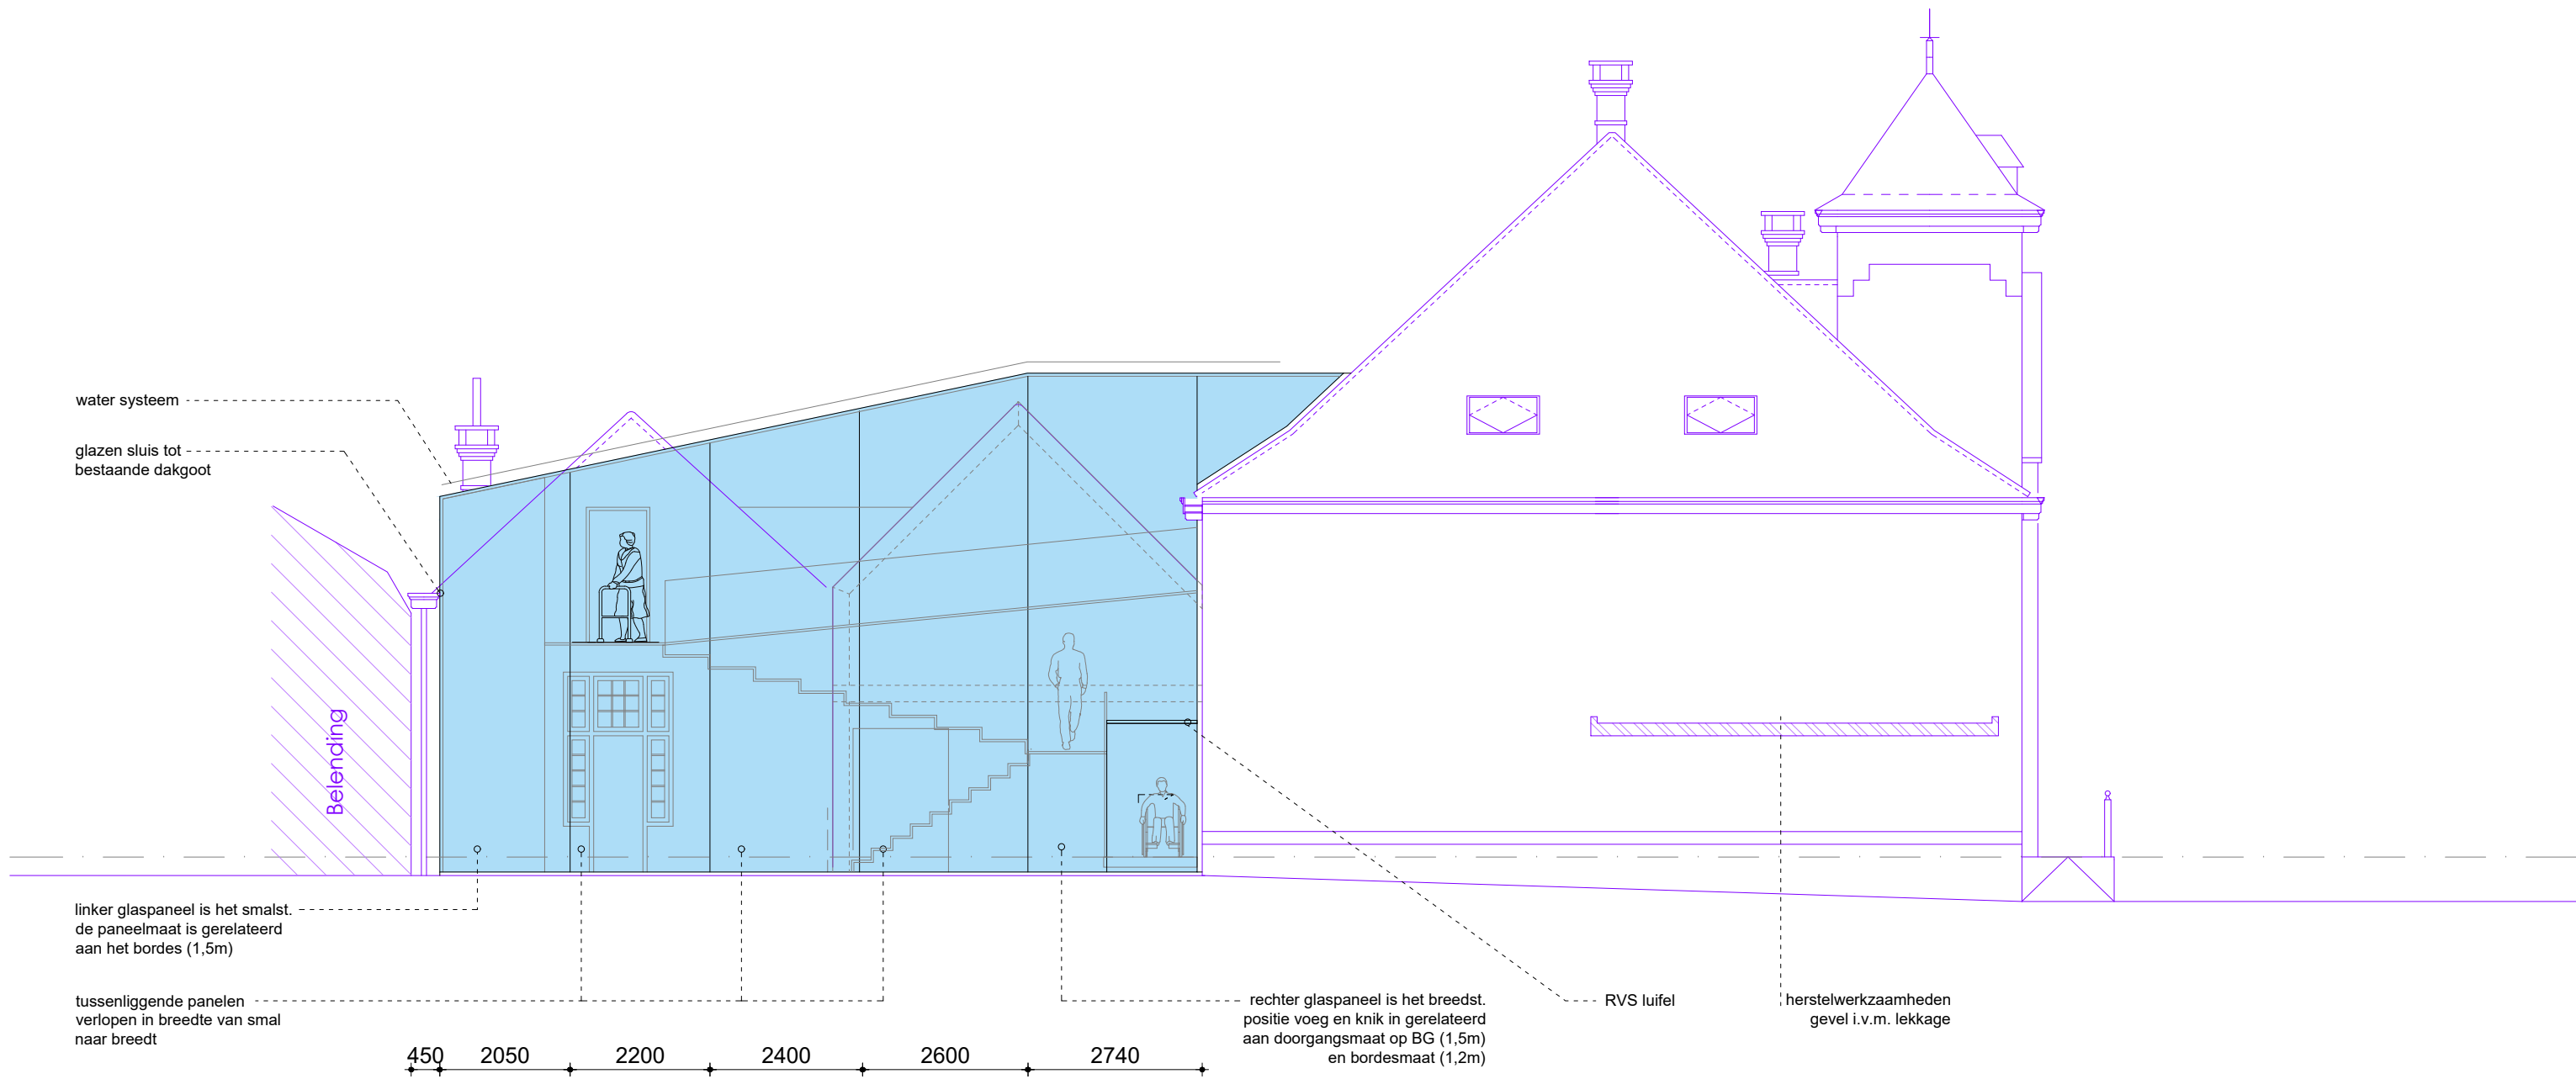 water systeem
glazen sluis tot
bestaande dakgoot
Belending
linker glaspaneel is het smalst.
de paneelmaat is gerelateerd
aan het bordes (1,5m)
tussenliggende panelen
verlopen in breedte van smal
naar breedt
rechter glaspaneel is het breedst.
positie voeg en knik in gerelateerd
aan doorgangsmaat op BG (1,5m)
en bordesmaat (1,2m)
RVS luifel
herstelwerkzaamheden
gevel i.v.m. lekkage
450 2050 2200 2400 2600 2740